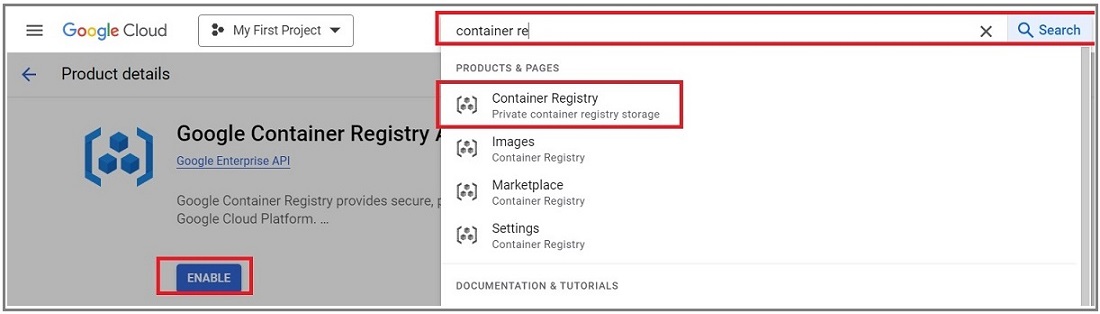 Google Cloud
My First Project
container re
Search
Product details
PRODUCTS & PAGES
Container Registry
Private container registry storage
Images
Container Registry
Marketplace
Container Registry
Settings
Container Registry
DOCUMENTATION & TUTORIALS
Google Container Registry
Google Enterprise API
Google Container Registry provides secure,
Google Cloud Platform. ...
ENABLE